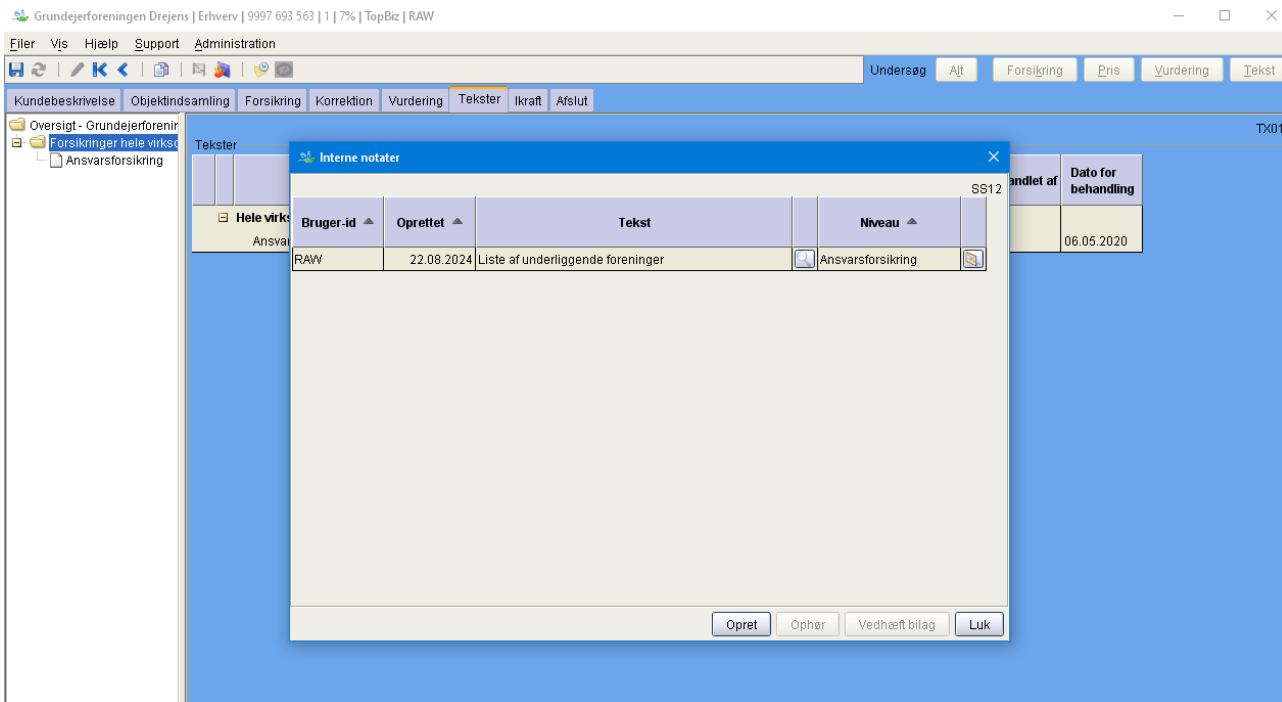 Grundejerforeningen Drejens | Erhverv | 9997 693 563 | 1 | 7% | TopBiz | RAW
Filer Vis Hjælp Support Administration
Undersøg Alt Forsikring Pris Vurdering Tekst
Kundebeskrivelse Objektindsamling Forsikring Korrektion Vurdering Tekster Ikraft Afslut
Oversigt - Grundejerforenin
Forsikringer hele virksc
Ansvarsforsikring
TX01
Tekster
andlet af Dato for behandling
Hele virks
Ansvar
06.05.2020
Interne notater
SS12
Bruger-id Oprettet Tekst Niveau
RAW 22.08.2024 Liste af underliggende foreninger Ansvarsforsikring
Opret Ophør Vedhæft bilag Luk